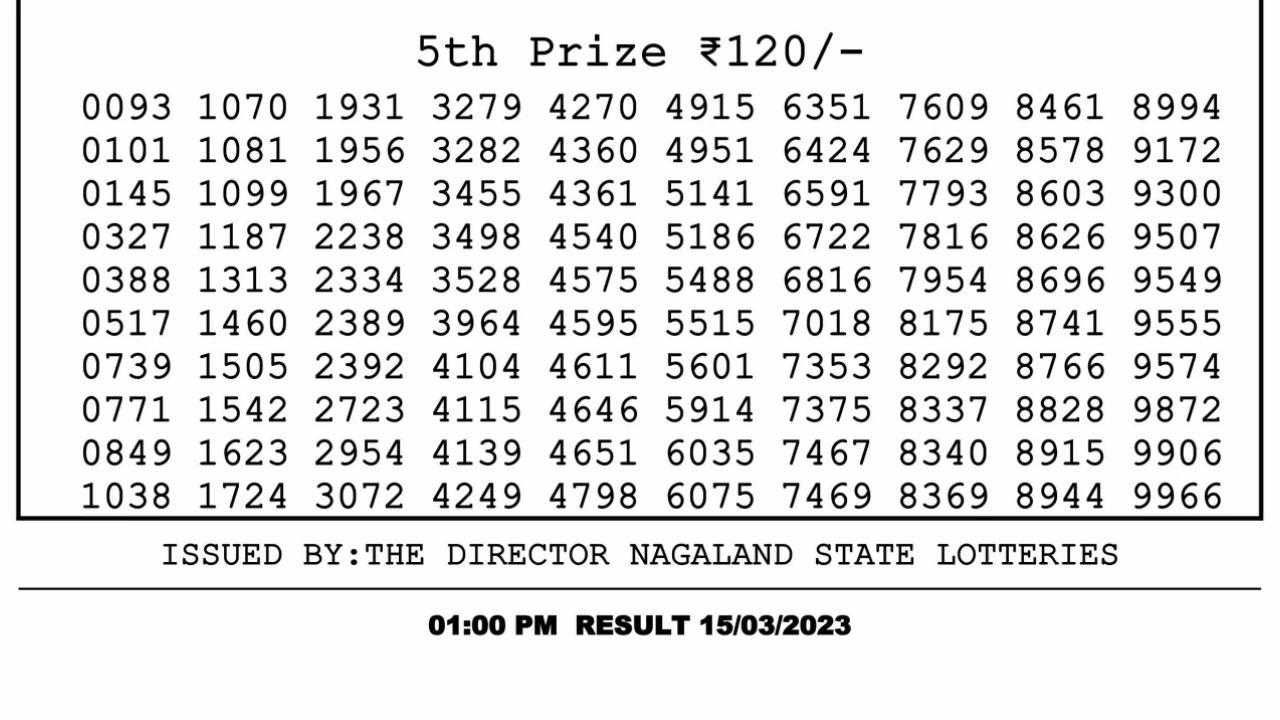 5th Prize ₹120/-
0093 1070 1931 3279 4270 4915 6351 7609 8461 8994
0101 1081 1956 3282 4360 4951 6424 7629 8578 9172
0145 1099 1967 3455 4361 5141 6591 7793 8603 9300
0327 1187 2238 3498 4540 5186 6722 7816 8626 9507
0388 1313 2334 3528 4575 5488 6816 7954 8696 9549
0517 1460 2389 3964 4595 5515 7018 8175 8741 9555
0739 1505 2392 4104 4611 5601 7353 8292 8766 9574
0771 1542 2723 4115 4646 5914 7375 8337 8828 9872
0849 1623 2954 4139 4651 6035 7467 8340 8915 9906
1038 1724 3072 4249 4798 6075 7469 8369 8944 9966
ISSUED BY:THE DIRECTOR NAGALAND STATE LOTTERIES
01:00 PM RESULT 15/03/2023